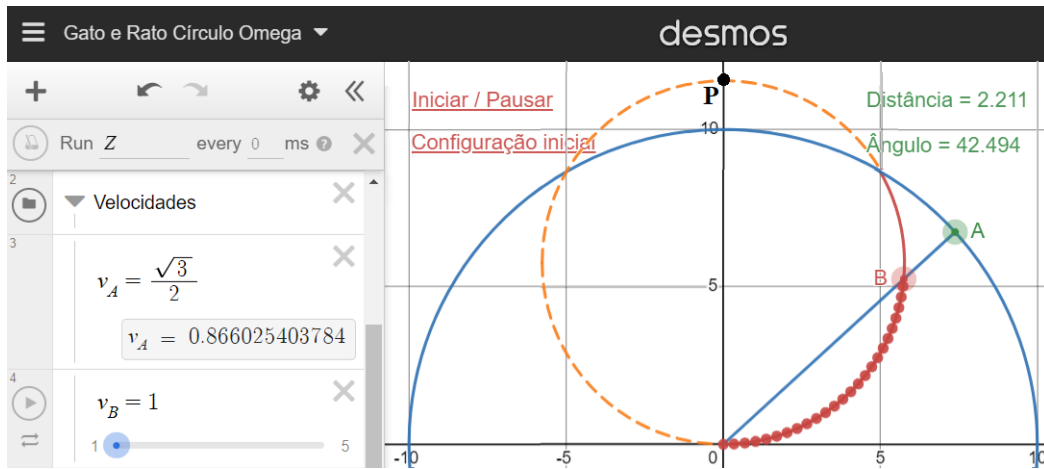 Gato e Rato Círculo Omega
desmos
Run Z every 0 ms
2
Velocidades
3
v_A = √3/2
v_A = 0.866025403784
4
v_B = 1
1 5
Iniciar / Pausar
Configuração inicial
P
Distância = 2.211
Ângulo = 42.494
10
A
B
5
-10 -5 0 5 10